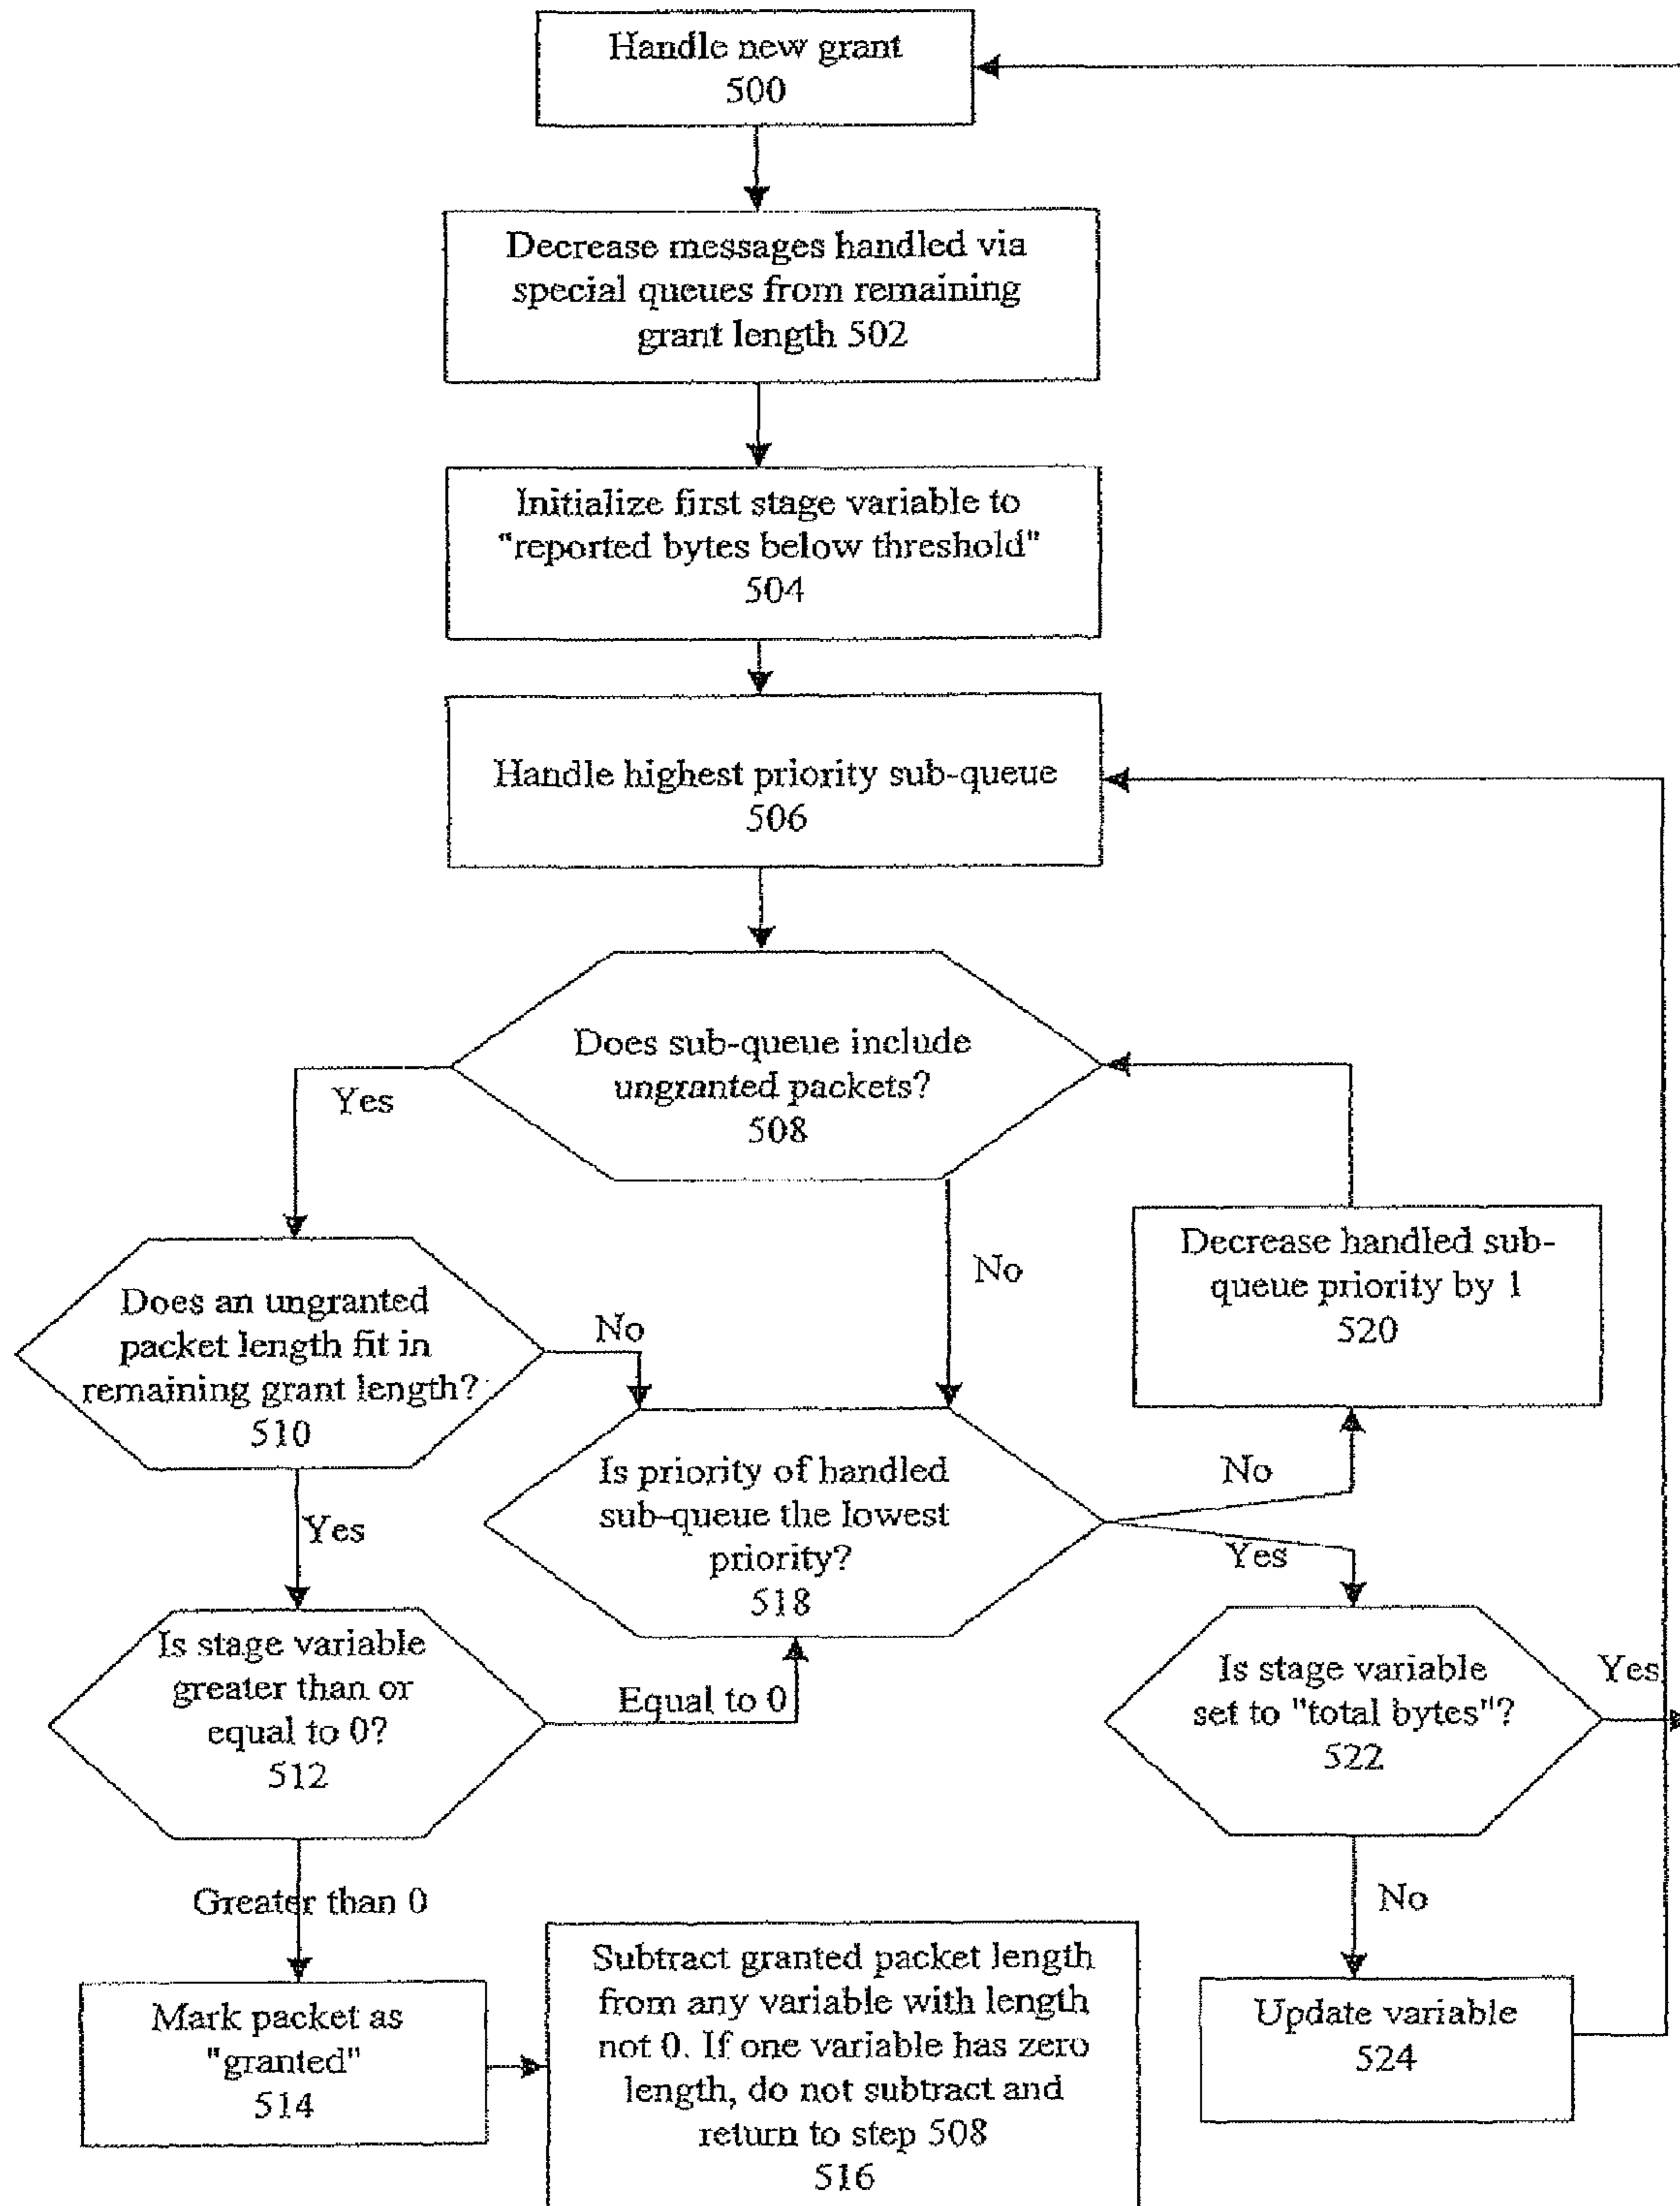 Handle new grant
500
Decrease messages handled via
special queues from remaining
grant length 502
Initialize first stage variable to
"reported bytes below threshold"
504
Handle highest priority sub-queue
506
Does sub-queue include
ungranted packets?
508
Yes
No
Decrease handled sub-
queue priority by 1
520
Does an ungranted
packet length fit in
remaining grant length?
510
No
Yes
Is priority of handled
sub-queue the lowest
priority?
518
No
Yes
Is stage variable
greater than or
equal to 0?
512
Equal to 0
Is stage variable
set to "total bytes"?
522
Yes
No
Greater than 0
Mark packet as
"granted"
514
Subtract granted packet length
from any variable with length
not 0. If one variable has zero
length, do not subtract and
return to step 508
516
Update variable
524